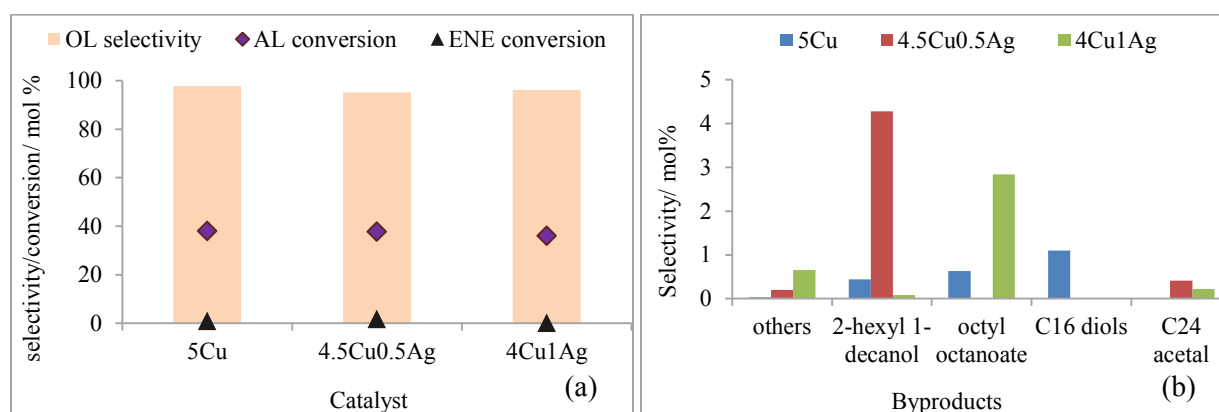 OL selectivity AL conversion ENE conversion
selectivity/conversion/ mol %
100
80
60
40
20
0
5Cu 4.5Cu0.5Ag 4Cu1Ag
Catalyst
(a)
5Cu 4.5Cu0.5Ag 4Cu1Ag
Selectivity/ mol%
5
4
3
2
1
0
others 2-hexyl 1- octyl C16 diols C24
decanol octanoate acetal
Byproducts
(b)